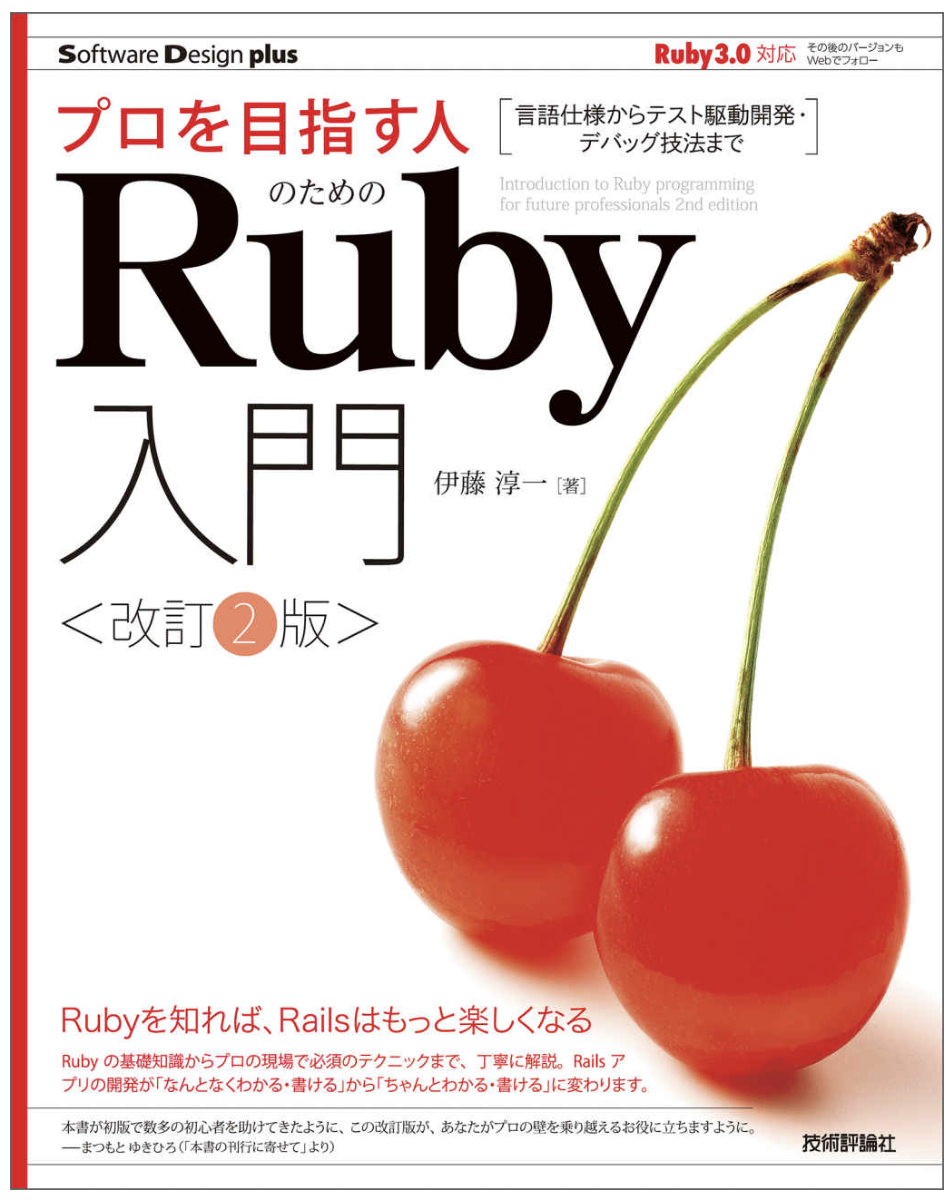 Software Design plus
Ruby3.0 対応
その後のバージョンも
Webでフォロー
プロを目指す人
のための
Ruby
入門
言語仕様からテスト駆動開発・
デバッグ技法まで
Introduction to Ruby programming
for future professionals 2nd edition
伊藤 淳一 [著]
<改訂2版>
Rubyを知れば、Railsはもっと楽しくなる
Ruby の基礎知識からプロの現場で必須のテクニックまで、丁寧に解説。Rails ア
プリの開発が「なんとなくわかる・書ける」から「ちゃんとわかる・書ける」に変わります。
本書が初版で数多の初心者を助けてきたように、この改訂版が、あなたがプロの壁を乗り越えるお役に立ちますように。
──まつもと ゆきひろ(「本書の刊行に寄せて」より)
技術評論社